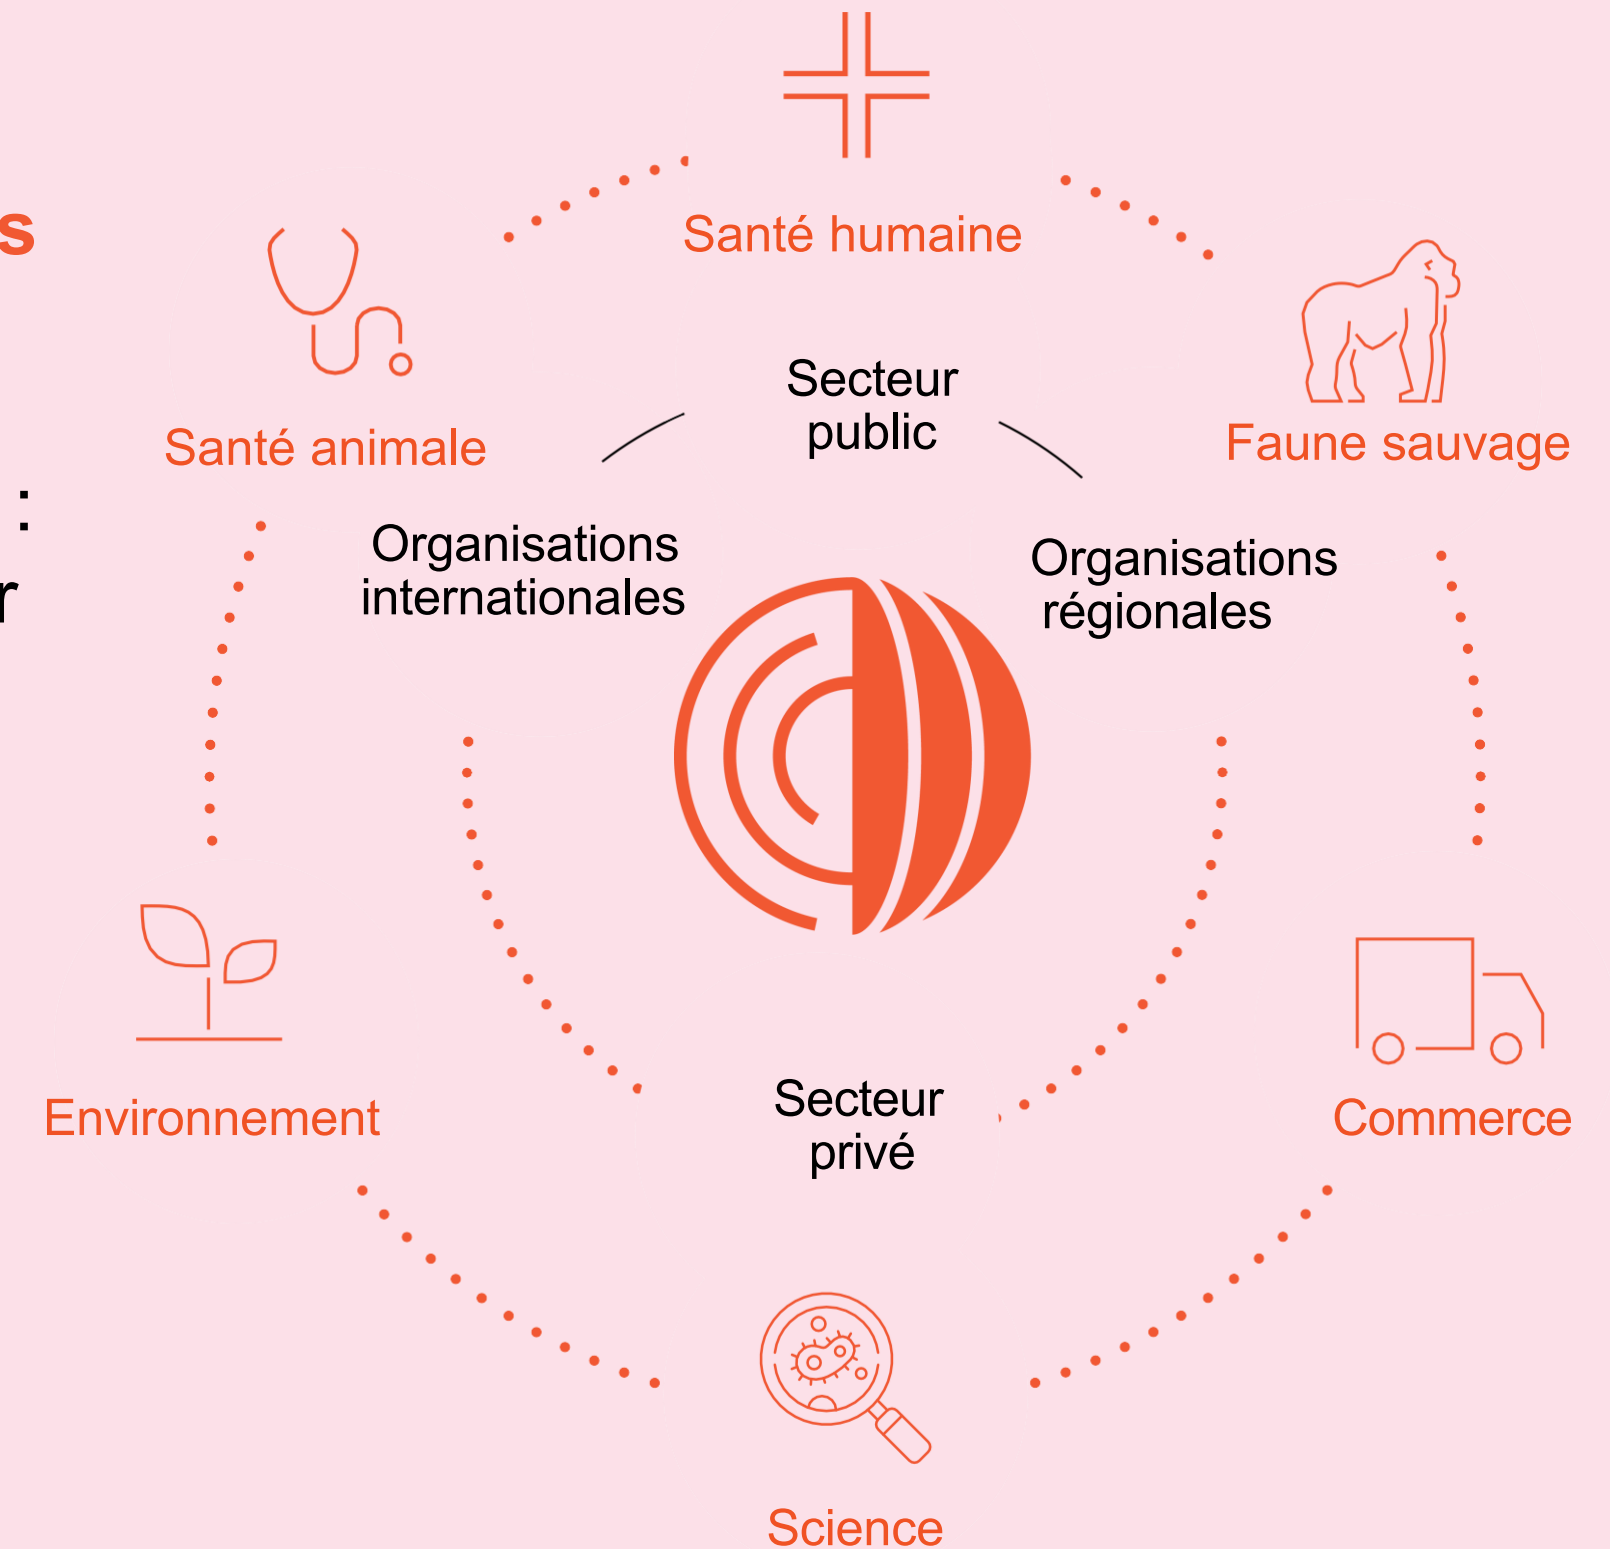 s
:
r
Santé humaine
Santé animale
Faune sauvage
Secteur
public
Organisations
internationales
Organisations
régionales
Secteur
privé
Environnement
Commerce
Science